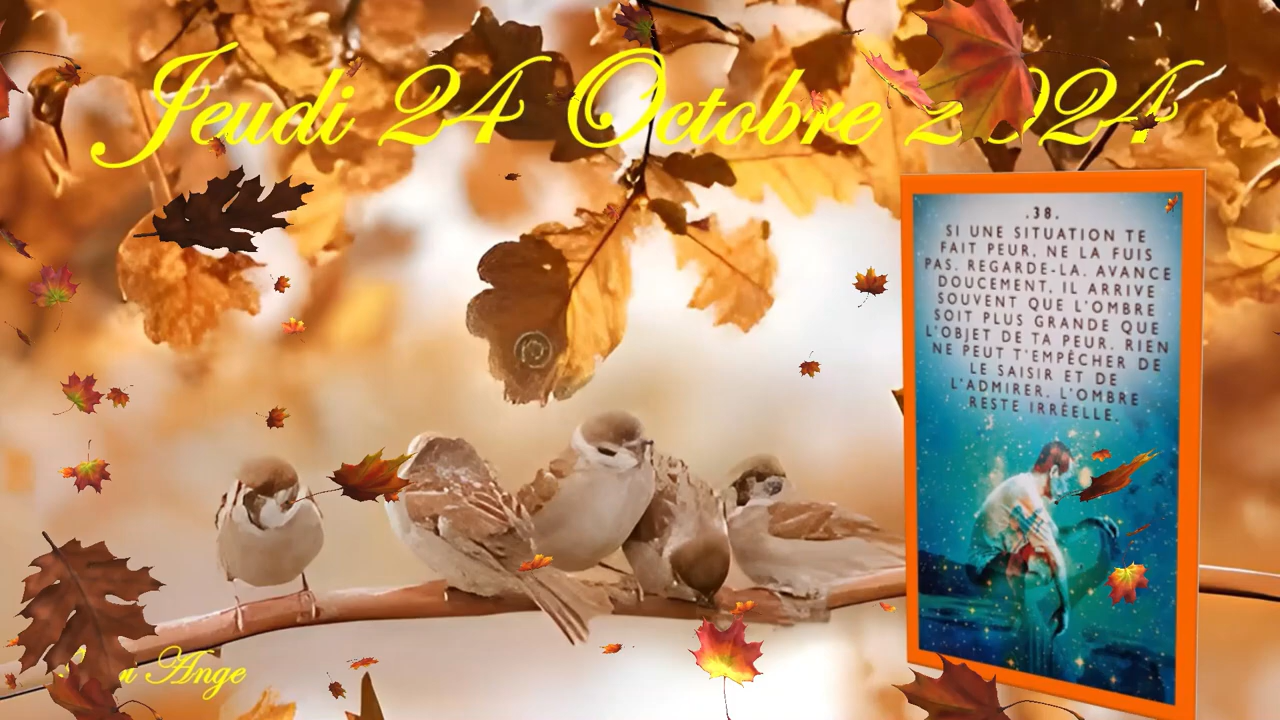 Jeudi 24 Octobre 2024
.38.
SI UNE SITUATION TE
FAIT PEUR, NE LA FUIS
PAS. REGARDE-LA. AVANCE
DOUCEMENT, IL ARRIVE
SOUVENT QUE L'OMBRE
SOIT PLUS GRANDE QUE
L'OBJET DE TA PEUR. RIEN
NE PEUT T'EMPÊCHER DE
LE SAISIR ET DE
L'ADMIRER. L'OMBRE
RESTE IRRÉELLE.
Ange